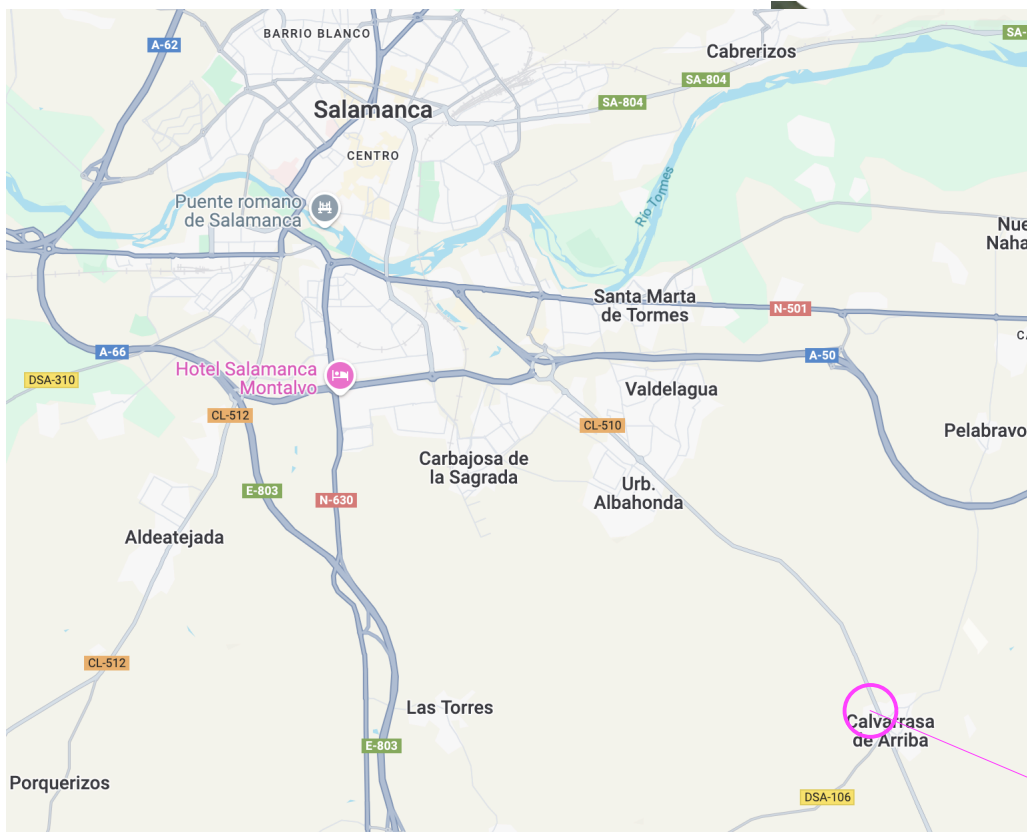 BARRIO BLANCO
A-62
Cabrerizos
SA-
SA-804
SA-804
Salamanca
CENTRO
Río Tormes
Puente romano
de Salamanca
Nue
Naha
Santa Marta
de Tormes
N-501
C.
A-66
A-50
DSA-310
Hotel Salamanca
Montalvo
Valdelagua
CL-512
CL-510
Pelabravo
Carbajosa de
la Sagrada
E-803
N-630
Urb.
Albahonda
Aldeatejada
CL-512
Las Torres
Calvarrasa
de Arriba
E-803
Porquerizos
DSA-106